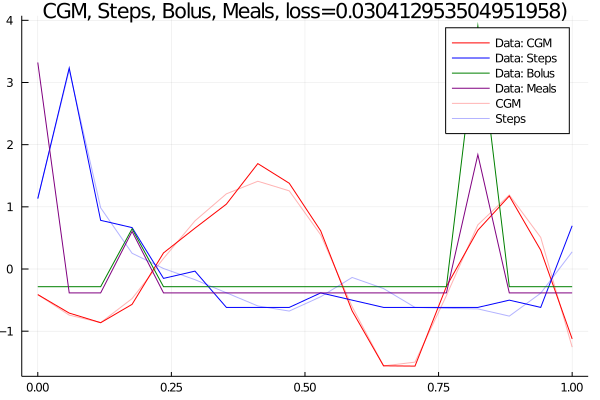 CGM, Steps, Bolus, Meals, loss=0.030412953504951958)
Data: CGM
Data: Steps
Data: Bolus
Data: Meals
CGM
Steps
4
3
2
1
0
−1
0.00 0.25 0.50 0.75 1.00